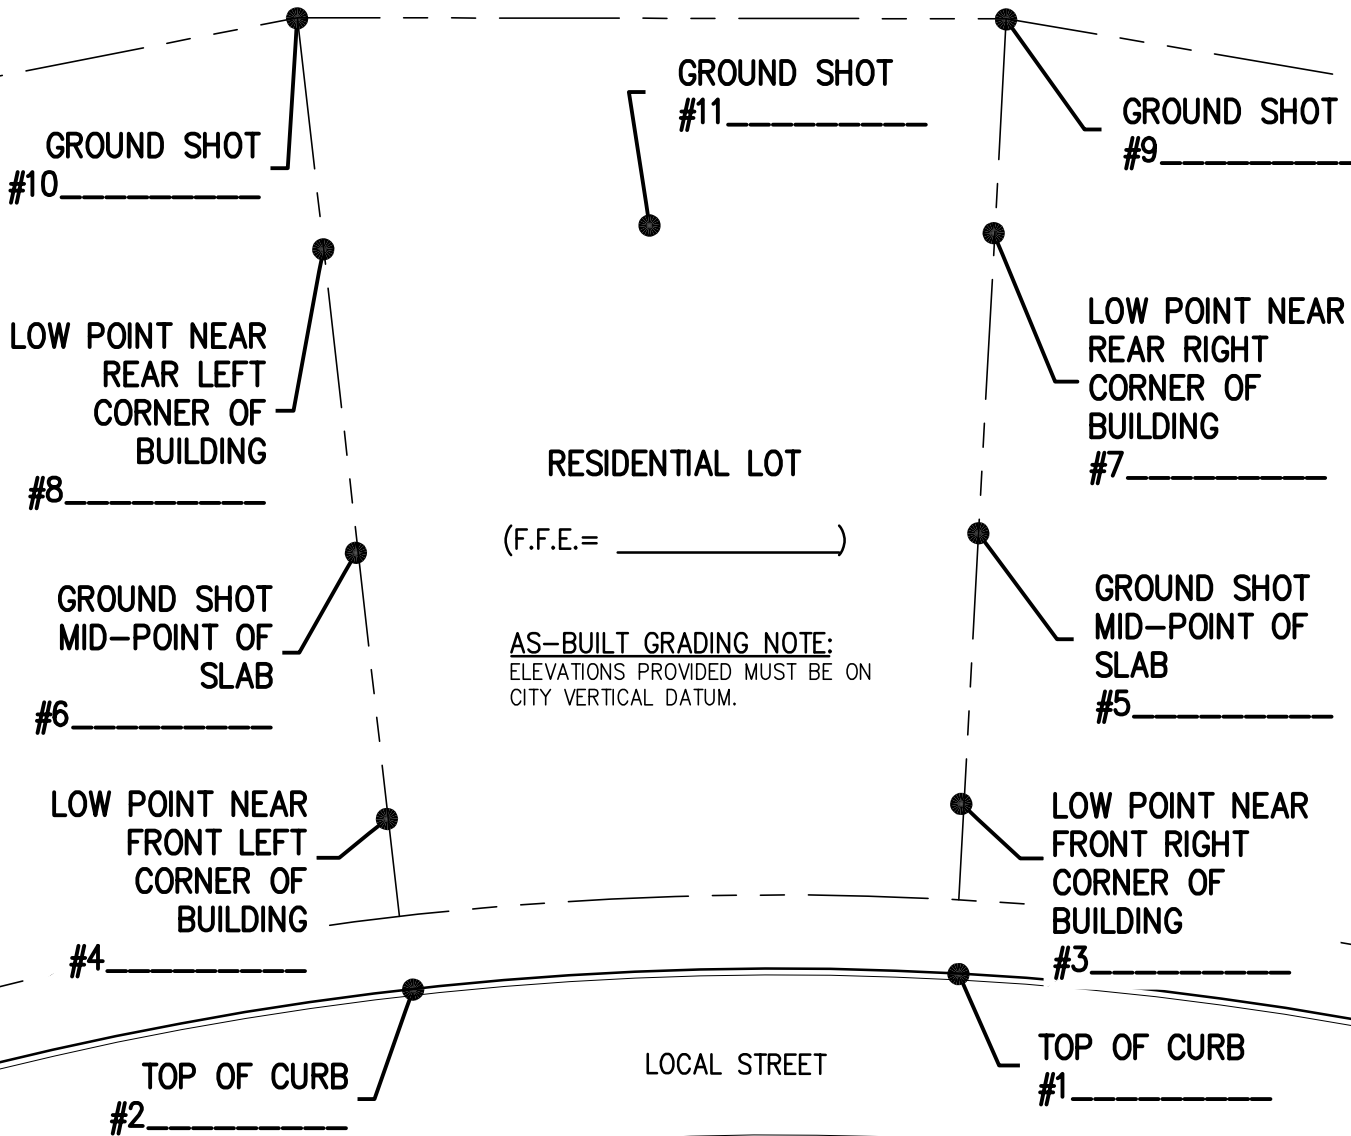 GROUND SHOT
#11_________
GROUND SHOT
#9_________
GROUND SHOT
#10_________
LOW POINT NEAR
REAR LEFT
CORNER OF
BUILDING
#8_________
LOW POINT NEAR
REAR RIGHT
CORNER OF
BUILDING
#7_________
RESIDENTIAL LOT
(F.F.E.= __________)
GROUND SHOT
MID-POINT OF
SLAB
#6_________
GROUND SHOT
MID-POINT OF
SLAB
#5_________
AS-BUILT GRADING NOTE:
ELEVATIONS PROVIDED MUST BE ON
CITY VERTICAL DATUM.
LOW POINT NEAR
FRONT LEFT
CORNER OF
BUILDING
#4_________
LOW POINT NEAR
FRONT RIGHT
CORNER OF
BUILDING
#3_________
TOP OF CURB
#2_________
LOCAL STREET
TOP OF CURB
#1_________